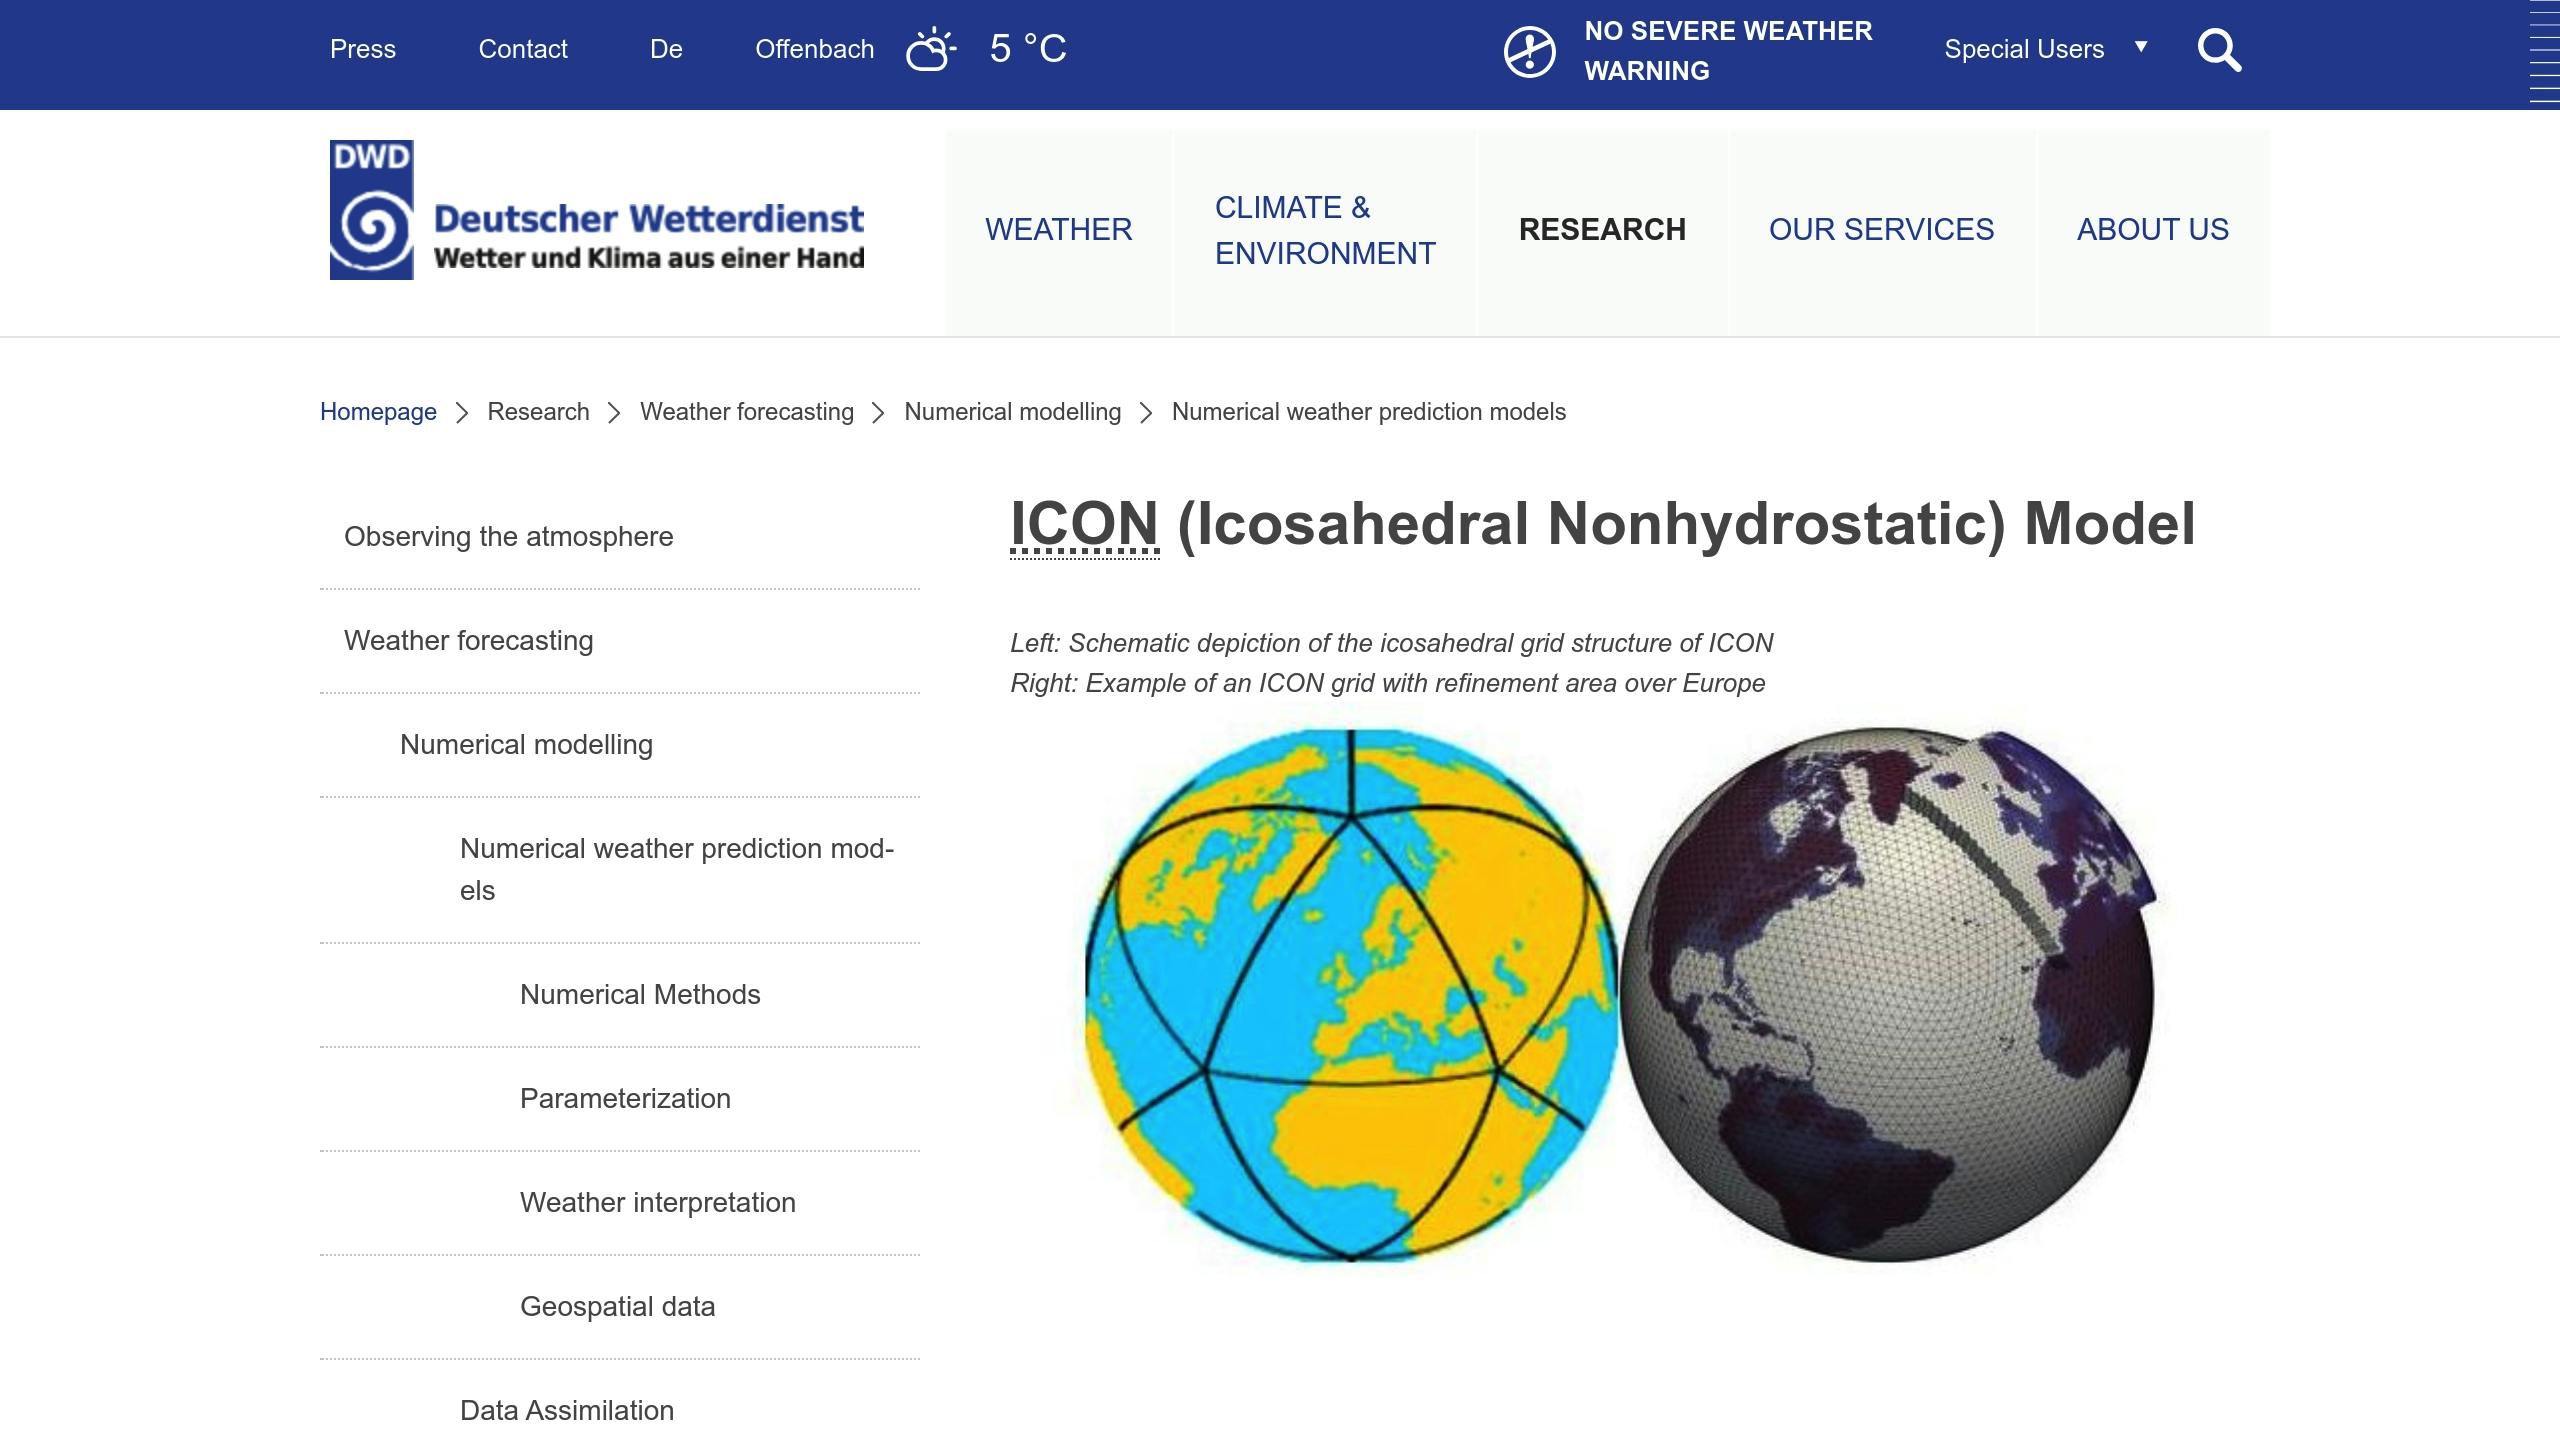 Press Contact De Offenbach 5 °C NO SEVERE WEATHER WARNING Special Users
DWD
Deutscher Wetterdienst
Wetter und Klima aus einer Hand
WEATHER
CLIMATE &
ENVIRONMENT
RESEARCH
OUR SERVICES
ABOUT US
Homepage Research Weather forecasting Numerical modelling Numerical weather prediction models
Observing the atmosphere
Weather forecasting
Numerical modelling
Numerical weather prediction mod-
els
Numerical Methods
Parameterization
Weather interpretation
Geospatial data
Data Assimilation
ICON (Icosahedral Nonhydrostatic) Model
Left: Schematic depiction of the icosahedral grid structure of ICON
Right: Example of an ICON grid with refinement area over Europe